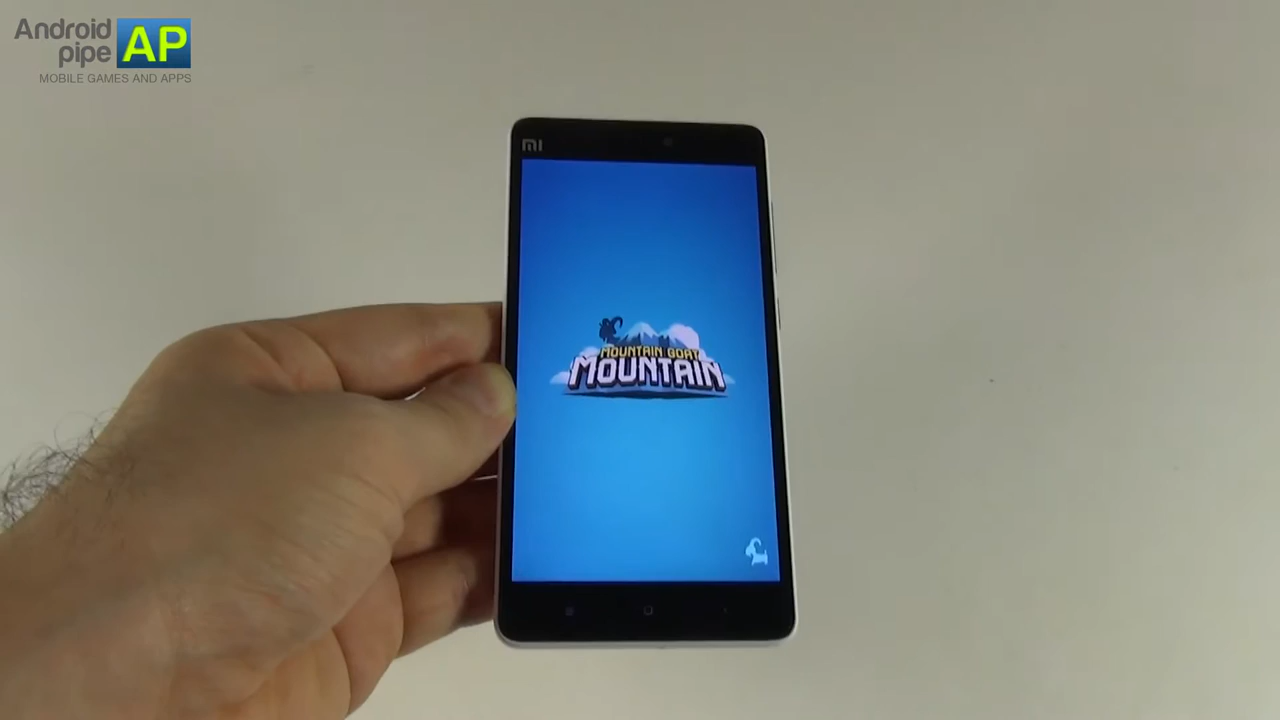 Android
pipe AP
MOBILE GAMES AND APPS
MI
MOUNTAIN GOAT
MOUNTAIN